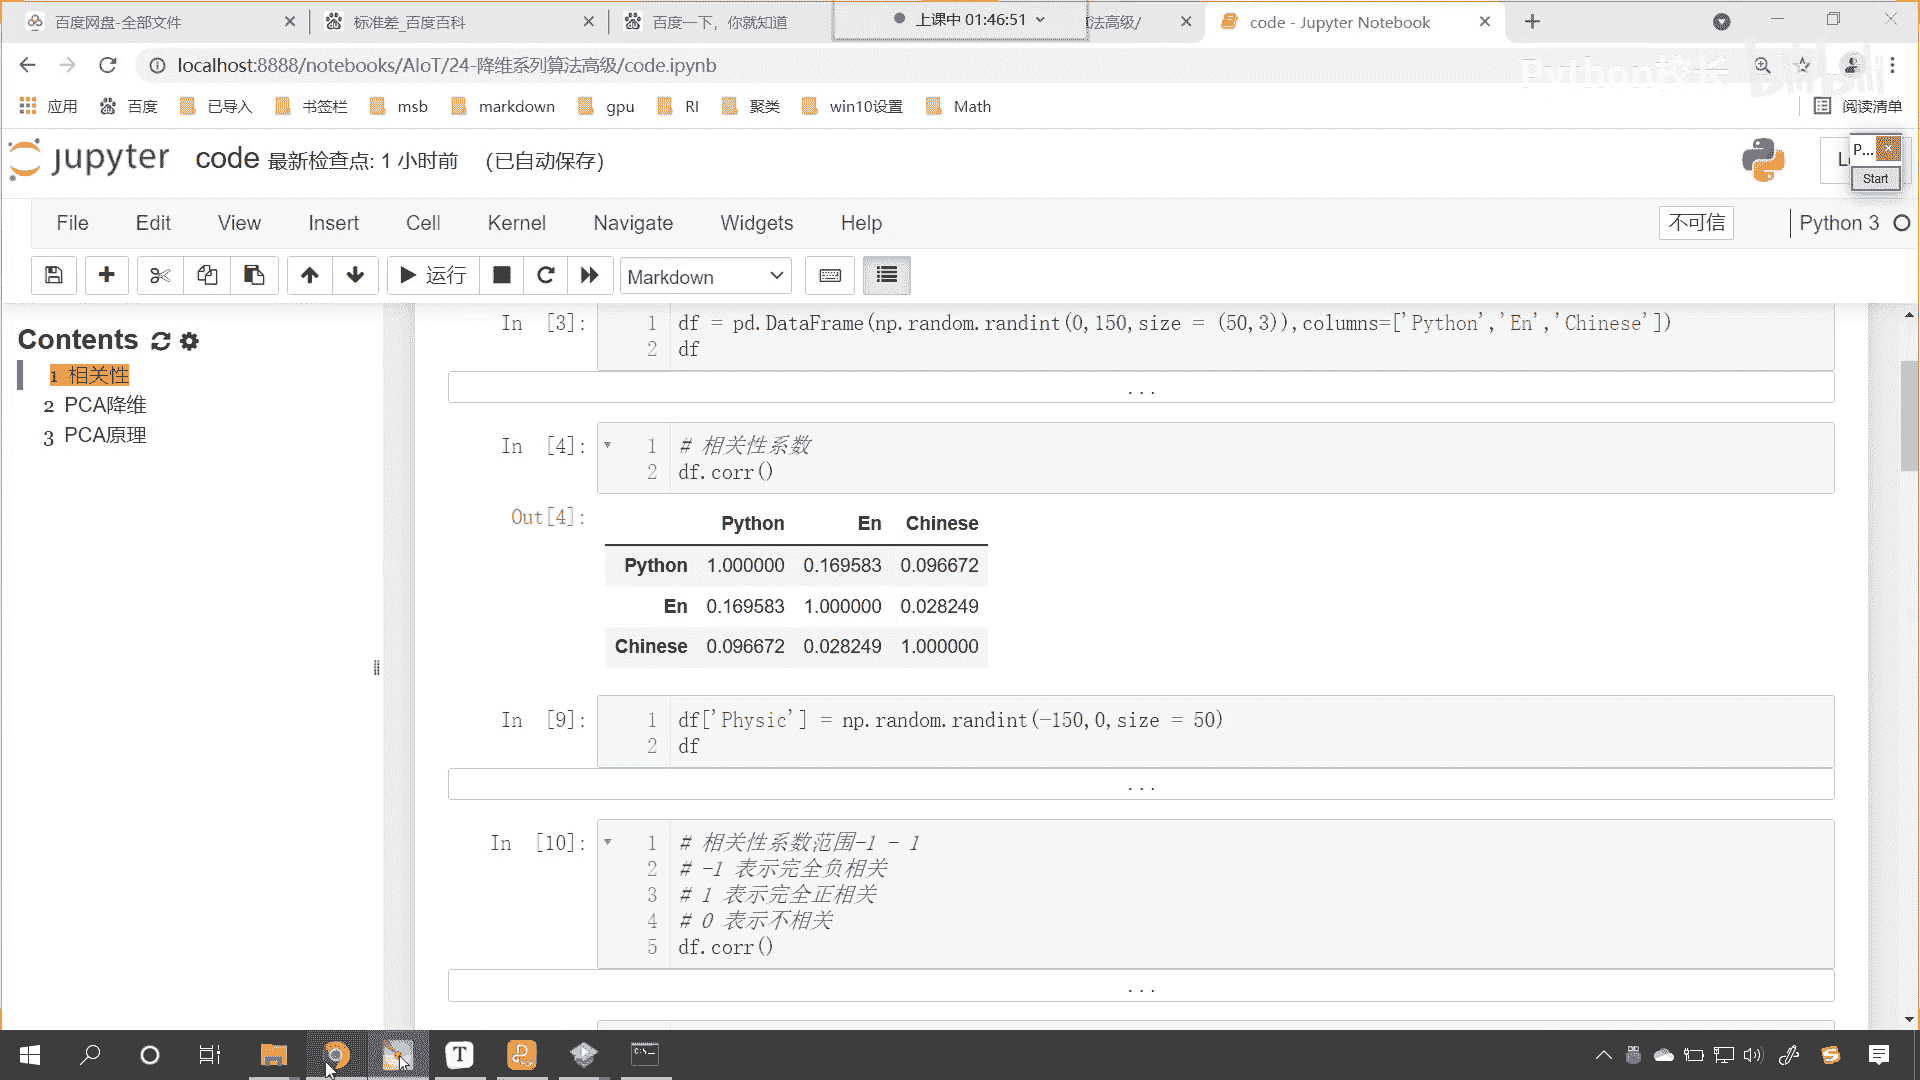 百度网盘-全部文件
标准差_百度百科
百度一下，你就知道
上课中 01:46:51
算法高级/
code - Jupyter Notebook
localhost:8888/notebooks/AIoT/24-降维系列算法高级/code.ipynb
Python校长
bilibili
应用
百度
已导入
书签栏
msb
markdown
gpu
RI
聚类
win10设置
Math
阅读清单
jupyter
code 最新检查点: 1 小时前 (已自动保存)
P...
Start
File Edit View Insert Cell Kernel Navigate Widgets Help
不可信
Python 3
运行
Markdown
Contents
1 相关性
2 PCA降维
3 PCA原理
In [3]:
1 df = pd.DataFrame(np.random.randint(0,150,size = (50,3)),columns=['Python','En','Chinese'])
2 df
...
In [4]:
1 # 相关性系数
2 df.corr()
Out[4]:
Python En Chinese
Python 1.000000 0.169583 0.096672
En 0.169583 1.000000 0.028249
Chinese 0.096672 0.028249 1.000000
In [9]:
1 df['Physic'] = np.random.randint(-150,0,size = 50)
2 df
...
In [10]:
1 # 相关性系数范围-1 - 1
2 # -1 表示完全负相关
3 # 1 表示完全正相关
4 # 0 表示不相关
5 df.corr()
...